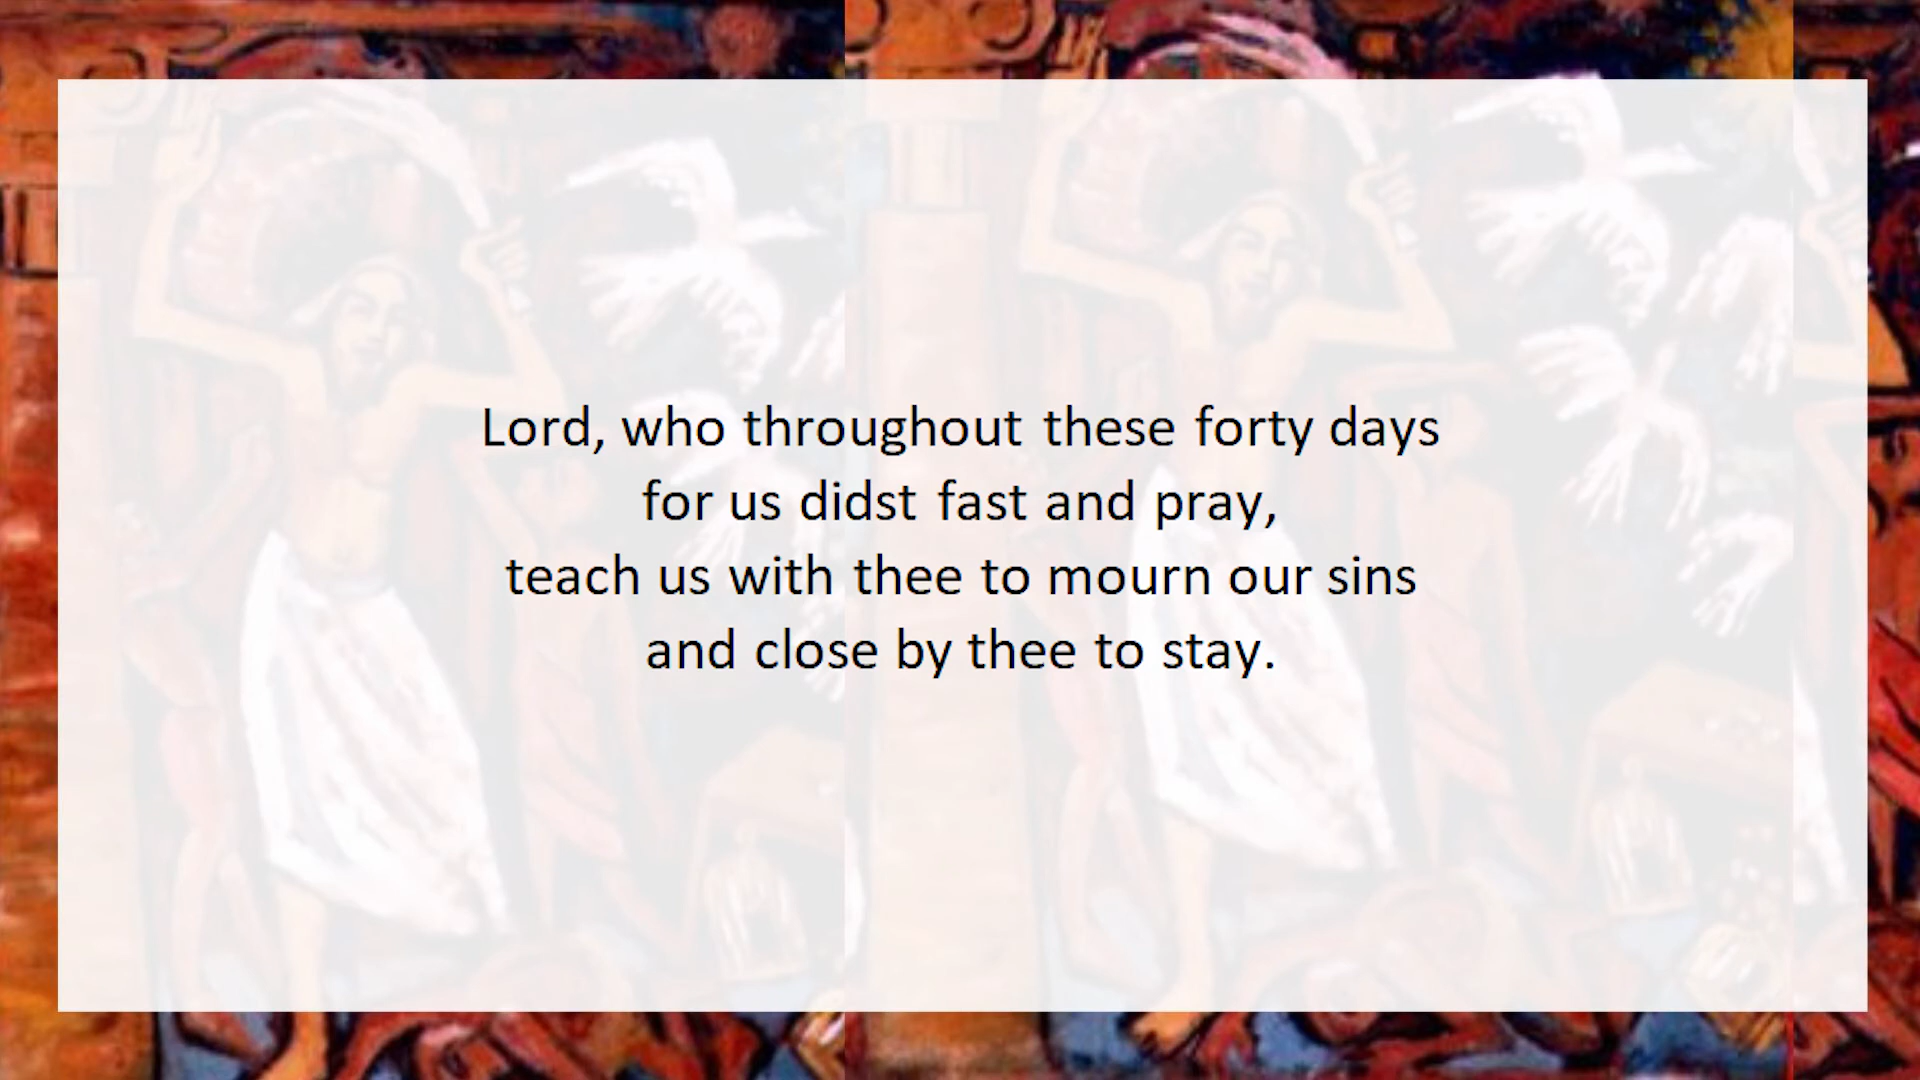 Lord, who throughout these forty days
for us didst fast and pray,
teach us with thee to mourn our sins
and close by thee to stay.